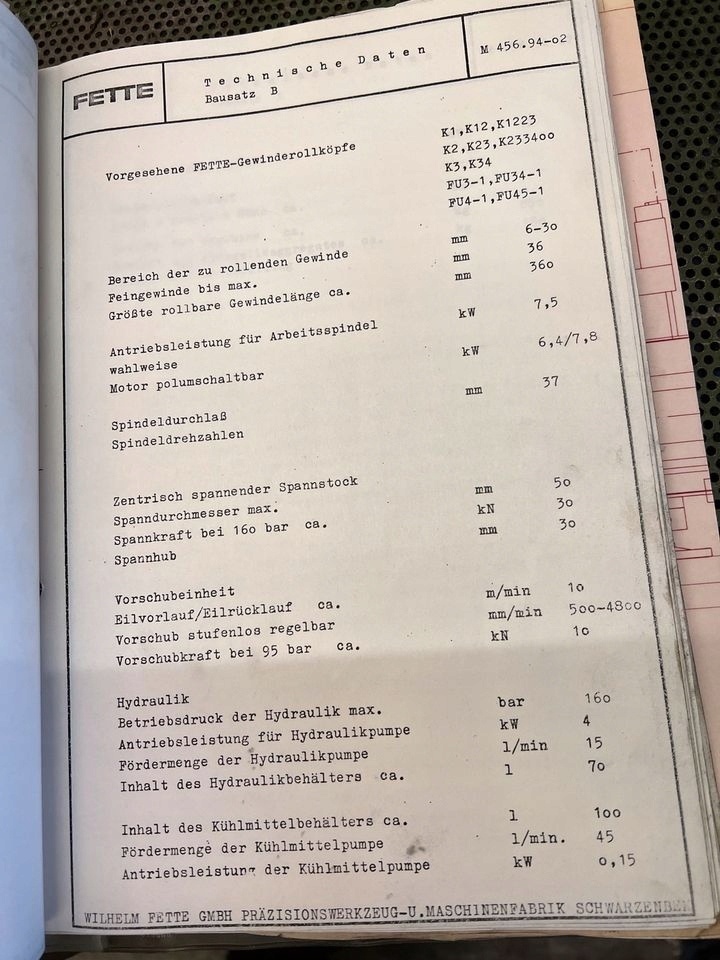 FETTE
Technische Daten
Bausatz B
M 456.94-02
Vorgesehene FETTE-Gewinderollköpfe K1,K12,K1223
K2,K23,K233400
K3,K34
FU3-1,FU34-1
FU4-1,FU45-1
Bereich der zu rollenden Gewinde mm 6-30
Feingewinde bis max. mm 36
Größte rollbare Gewindelänge ca. mm 360
Antriebsleistung für Arbeitsspindel kW 7,5
wahlweise
Motor polumschaltbar kW 6,4/7,8
Spindeldurchlaß mm 37
Spindeldrehzahlen
Zentrisch spannender Spannstock
Spanndurchmesser max. mm 50
Spannkraft bei 160 bar ca. kN 30
Spannhub mm 30
Vorschubeinheit
Eilvorlauf/Eilrücklauf ca. m/min 10
Vorschub stufenlos regelbar mm/min 500-4800
Vorschubkraft bei 95 bar ca. kN 10
Hydraulik
Betriebsdruck der Hydraulik max. bar 160
Antriebsleistung für Hydraulikpumpe kW 4
Fördermenge der Hydraulikpumpe l/min 15
Inhalt des Hydraulikbehälters ca. l 70
Inhalt des Kühlmittelbehälters ca. l 100
Fördermenge der Kühlmittelpumpe l/min. 45
Antriebsleistung der Kühlmittelpumpe kW 0,15
WILHELM FETTE GMBH PRÄZISIONSWERKZEUG-U.MASCHINENFABRIK